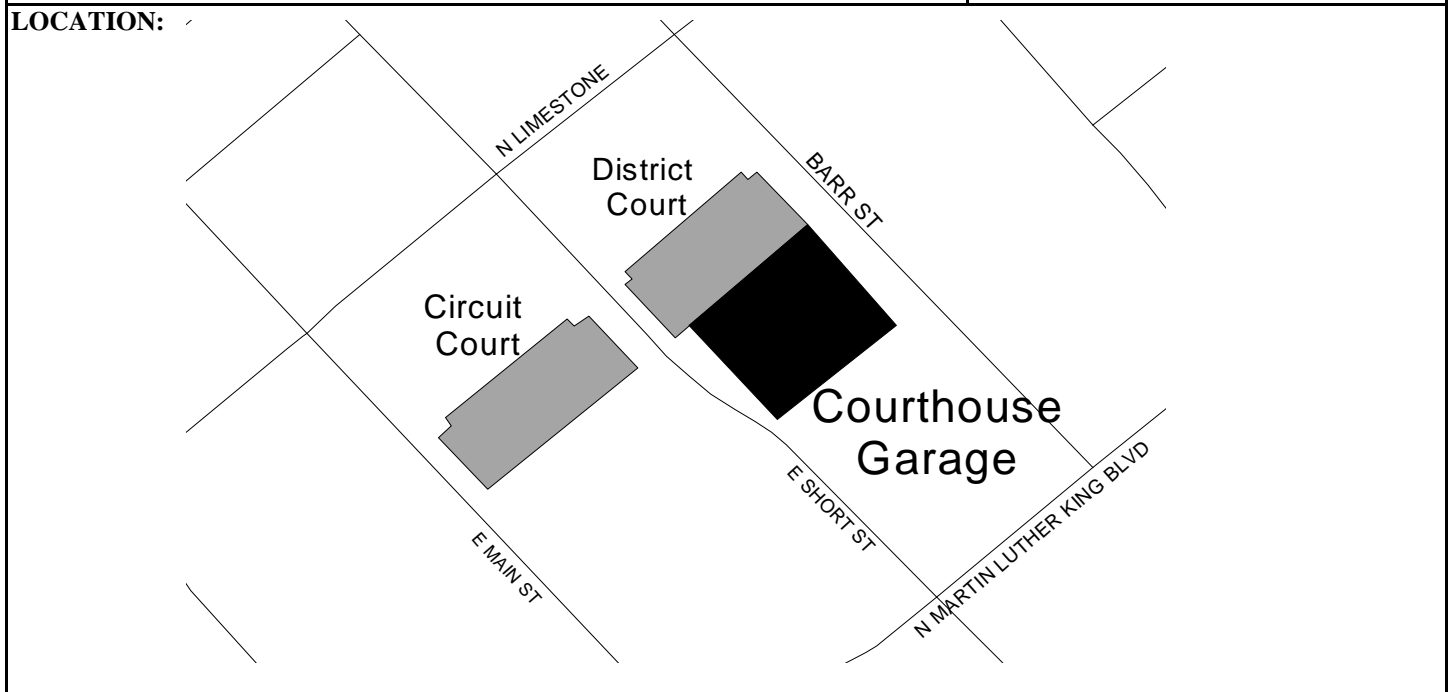 LOCATION:
N LIMESTONE
District
Court
BARR ST
Circuit
Court
Courthouse
Garage
E SHORT ST
E MAIN ST
N MARTIN LUTHER KING BLVD